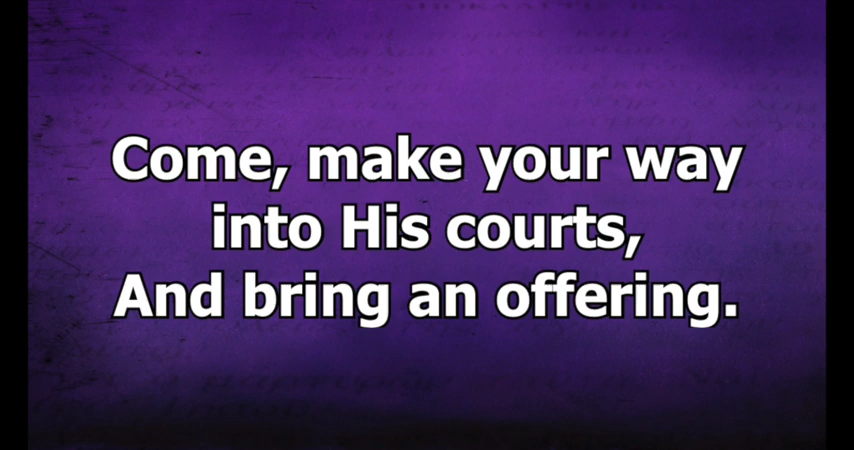 Come, make your way
into His courts,
And bring an offering.